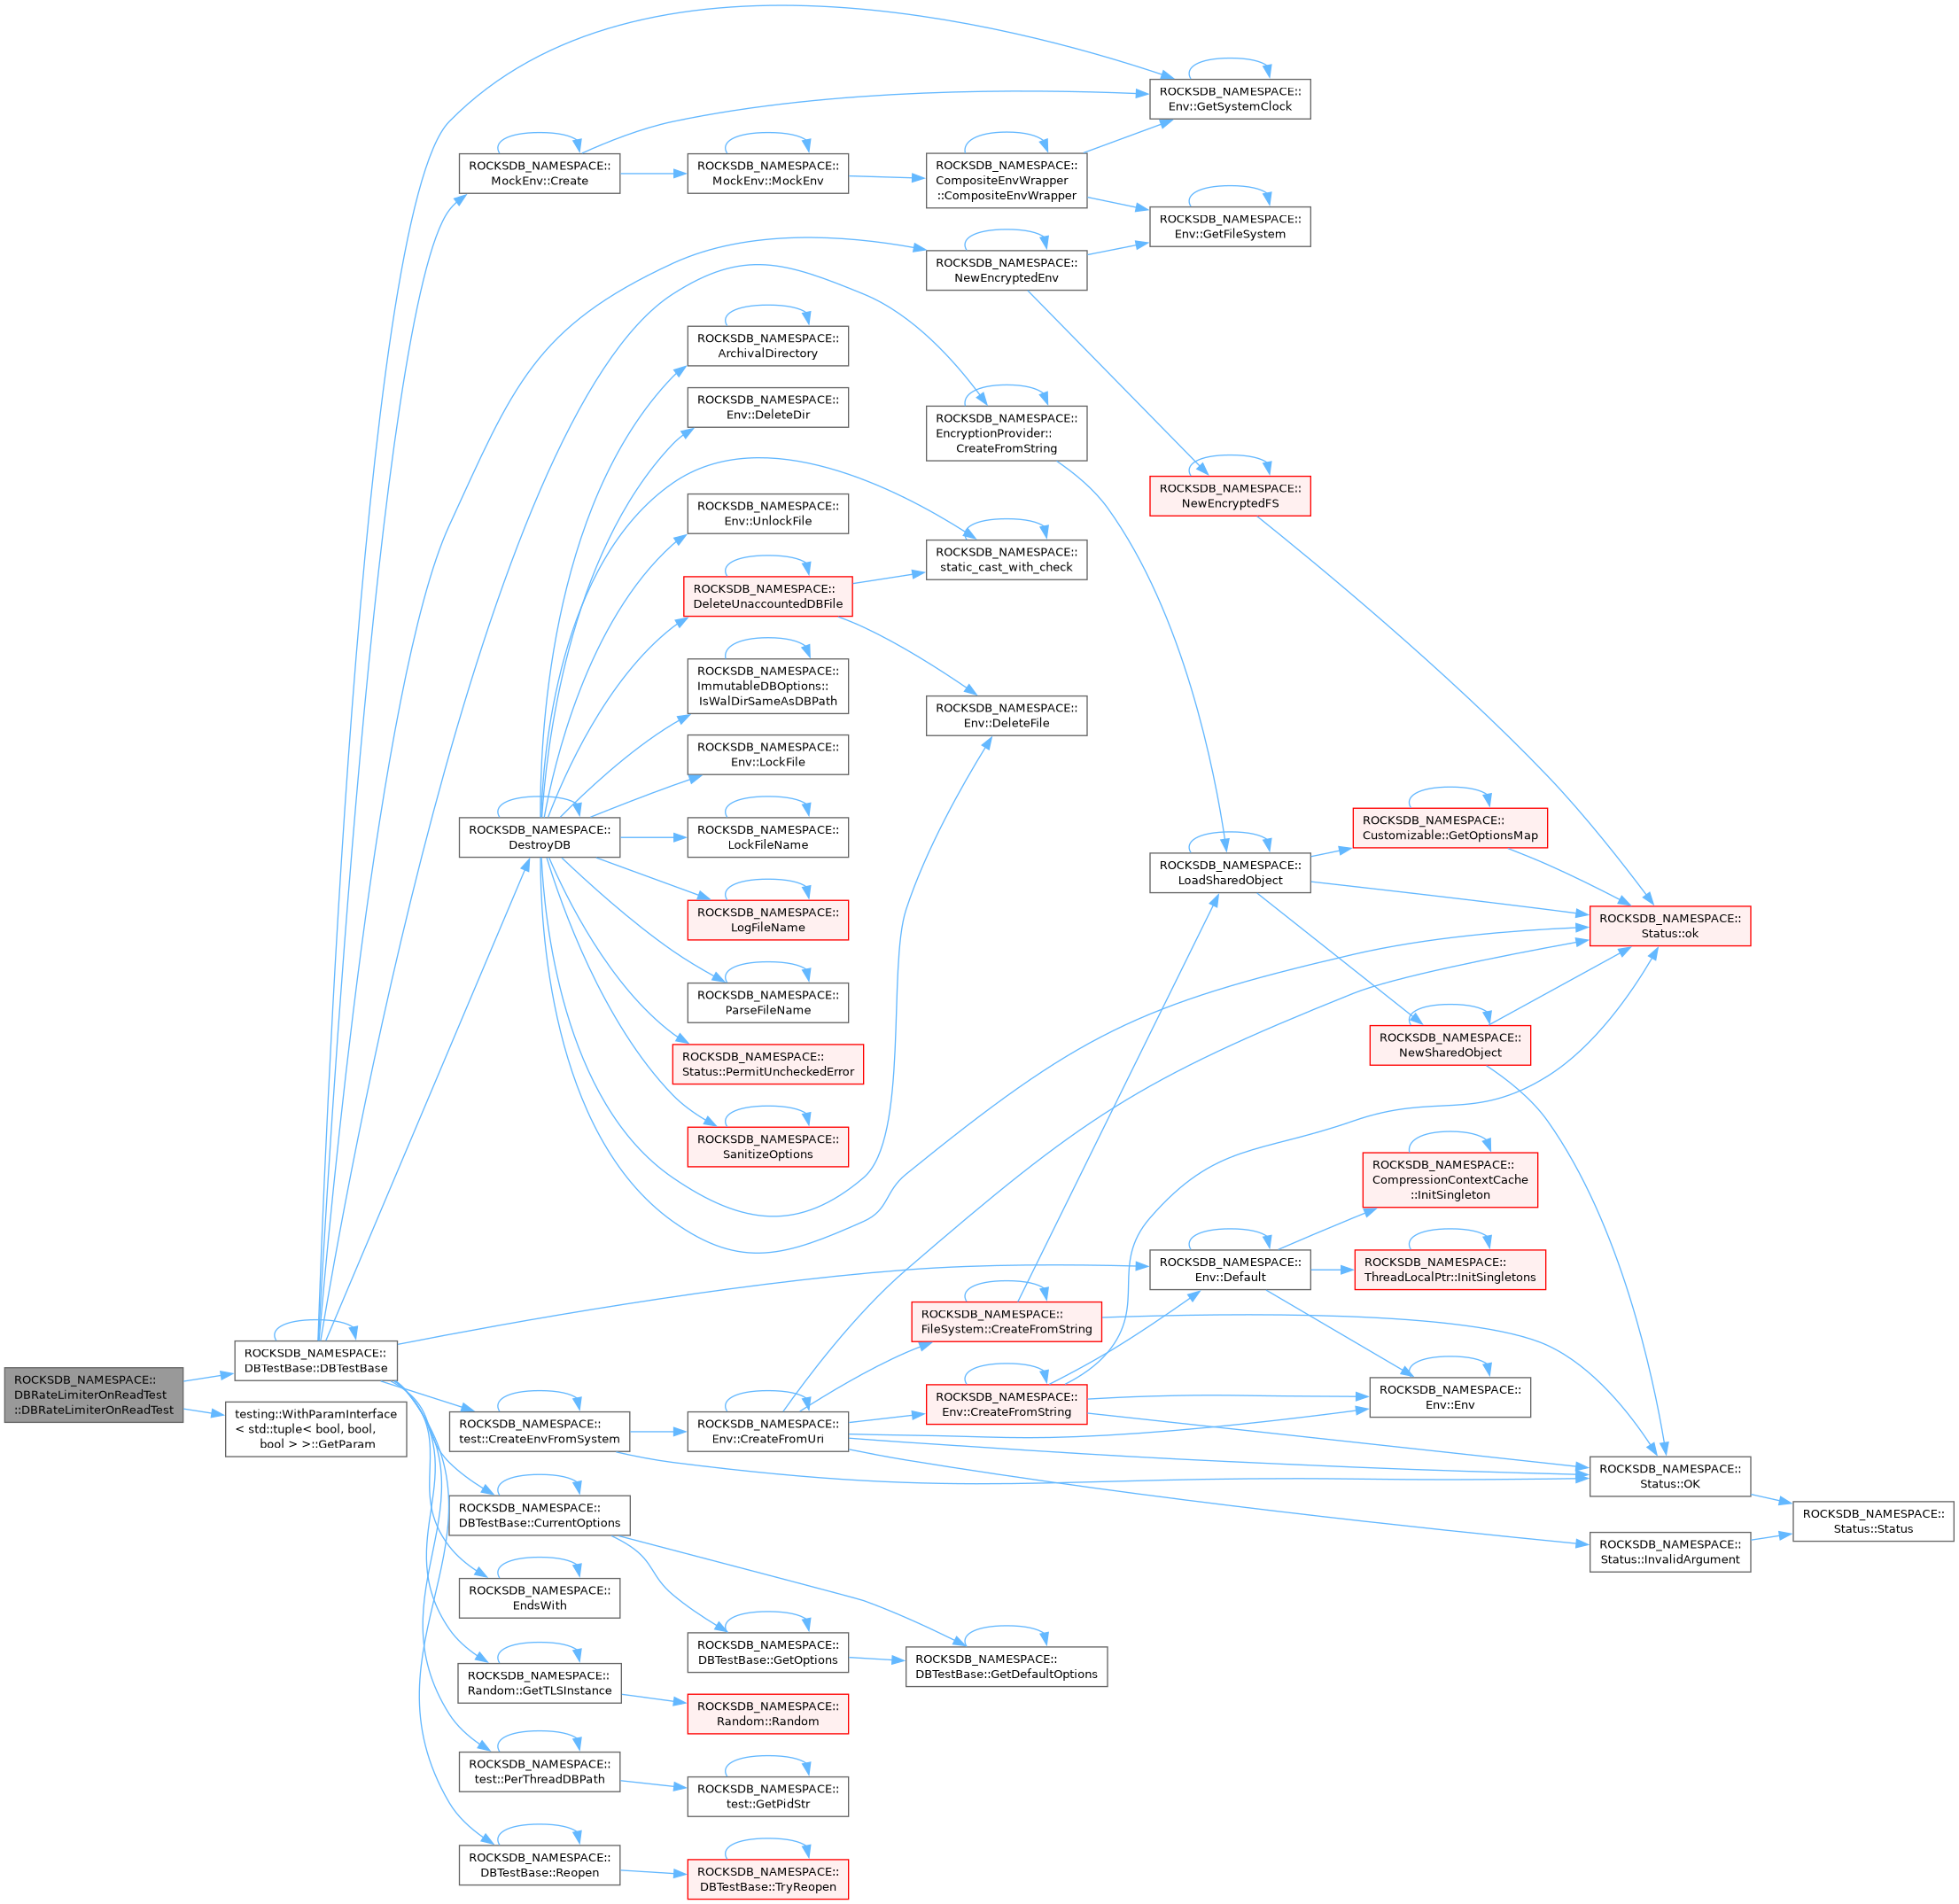 ROCKSDB_NAMESPACE::
DBRateLimiterOnReadTest
::DBRateLimiterOnReadTest
ROCKSDB_NAMESPACE::
DBTestBase::DBTestBase
testing::WithParamInterface
< std::tuple< bool, bool,
bool > >::GetParam
ROCKSDB_NAMESPACE::
MockEnv::Create
ROCKSDB_NAMESPACE::
DestroyDB
ROCKSDB_NAMESPACE::
test::CreateEnvFromSystem
ROCKSDB_NAMESPACE::
DBTestBase::CurrentOptions
ROCKSDB_NAMESPACE::
EndsWith
ROCKSDB_NAMESPACE::
Random::GetTLSInstance
ROCKSDB_NAMESPACE::
test::PerThreadDBPath
ROCKSDB_NAMESPACE::
DBTestBase::Reopen
ROCKSDB_NAMESPACE::
MockEnv::MockEnv
ROCKSDB_NAMESPACE::
ArchivalDirectory
ROCKSDB_NAMESPACE::
Env::DeleteDir
ROCKSDB_NAMESPACE::
Env::UnlockFile
ROCKSDB_NAMESPACE::
DeleteUnaccountedDBFile
ROCKSDB_NAMESPACE::
ImmutableDBOptions::
IsWalDirSameAsDBPath
ROCKSDB_NAMESPACE::
Env::LockFile
ROCKSDB_NAMESPACE::
LockFileName
ROCKSDB_NAMESPACE::
LogFileName
ROCKSDB_NAMESPACE::
ParseFileName
ROCKSDB_NAMESPACE::
Status::PermitUncheckedError
ROCKSDB_NAMESPACE::
SanitizeOptions
ROCKSDB_NAMESPACE::
Env::CreateFromUri
ROCKSDB_NAMESPACE::
DBTestBase::GetOptions
ROCKSDB_NAMESPACE::
Random::Random
ROCKSDB_NAMESPACE::
test::GetPidStr
ROCKSDB_NAMESPACE::
DBTestBase::TryReopen
ROCKSDB_NAMESPACE::
CompositeEnvWrapper
::CompositeEnvWrapper
ROCKSDB_NAMESPACE::
NewEncryptedEnv
ROCKSDB_NAMESPACE::
EncryptionProvider::
CreateFromString
ROCKSDB_NAMESPACE::
static_cast_with_check
ROCKSDB_NAMESPACE::
Env::DeleteFile
ROCKSDB_NAMESPACE::
FileSystem::CreateFromString
ROCKSDB_NAMESPACE::
Env::CreateFromString
ROCKSDB_NAMESPACE::
DBTestBase::GetDefaultOptions
ROCKSDB_NAMESPACE::
Env::GetSystemClock
ROCKSDB_NAMESPACE::
Env::GetFileSystem
ROCKSDB_NAMESPACE::
NewEncryptedFS
ROCKSDB_NAMESPACE::
LoadSharedObject
ROCKSDB_NAMESPACE::
Env::Default
ROCKSDB_NAMESPACE::
Customizable::GetOptionsMap
ROCKSDB_NAMESPACE::
NewSharedObject
ROCKSDB_NAMESPACE::
CompressionContextCache
::InitSingleton
ROCKSDB_NAMESPACE::
ThreadLocalPtr::InitSingletons
ROCKSDB_NAMESPACE::
Env::Env
ROCKSDB_NAMESPACE::
Status::ok
ROCKSDB_NAMESPACE::
Status::OK
ROCKSDB_NAMESPACE::
Status::InvalidArgument
ROCKSDB_NAMESPACE::
Status::Status